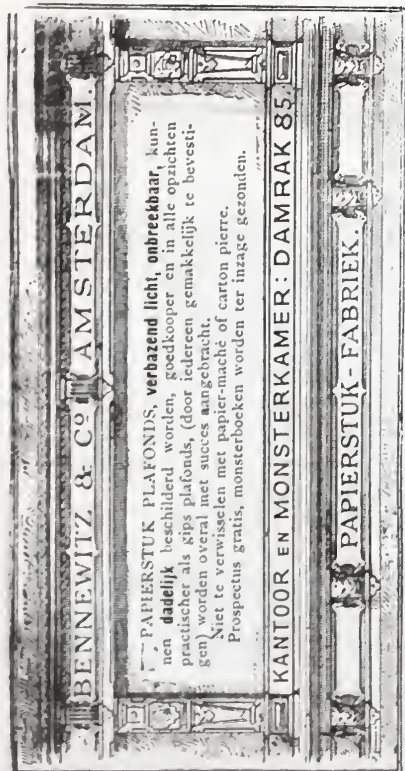 BENNEWITZ & Co. AMSTERDAM.
PAPIERSTUK PLAFONDS, verbazend licht, onbreekbaar, kun-
nen dadelijk beschilderd worden, goedkooper en in alle opzichten
practischer als gips plafonds, (door iedereen gemakkelijk te bevesti-
gen) worden overal met succes aangebracht.
Niet te verwisselen met papier-maché of carton pierre.
Prospectus gratis, monsterboeken worden ter inzage gezonden.
KANTOOR EN MONSTERKAMER: DAMRAK 85.
PAPIERSTUK-FABRIEK.